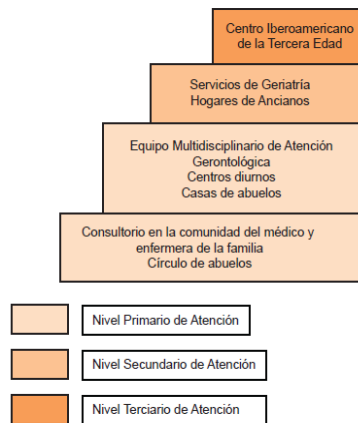 Centro Iberoamericano
de la Tercera Edad
Servicios de Geriatría
Hogares de Ancianos
Equipo Multidisciplinario de Atención
Gerontológica
Centros diurnos
Casas de abuelos
Consultorio en la comunidad del médico y
enfermera de la familia
Círculo de abuelos
Nivel Primario de Atención
Nivel Secundario de Atención
Nivel Terciario de Atención